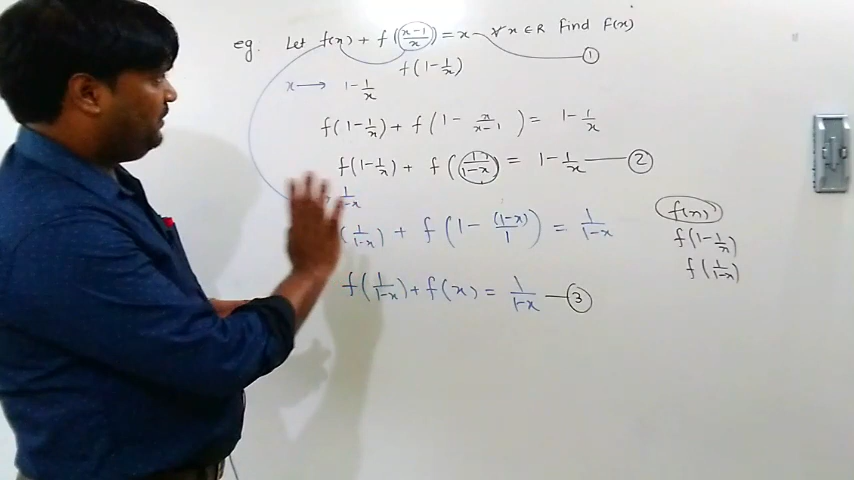 eg. Let f(x) + f(x-1/x) = x ∀ x ∈ R Find f(x)
①
f(1-1/x)
x → 1-1/x
f(1-1/x) + f(1- x/x-1) = 1-1/x
f(1-1/x) + f(1/1-x) = 1-1/x — ②
1/1-x
(1/1-x) + f(1- (1-x)/1) = 1/1-x
f(1/1-x) + f(x) = 1/1-x — ③
f(x)
f(1-1/x)
f(1/1-x)